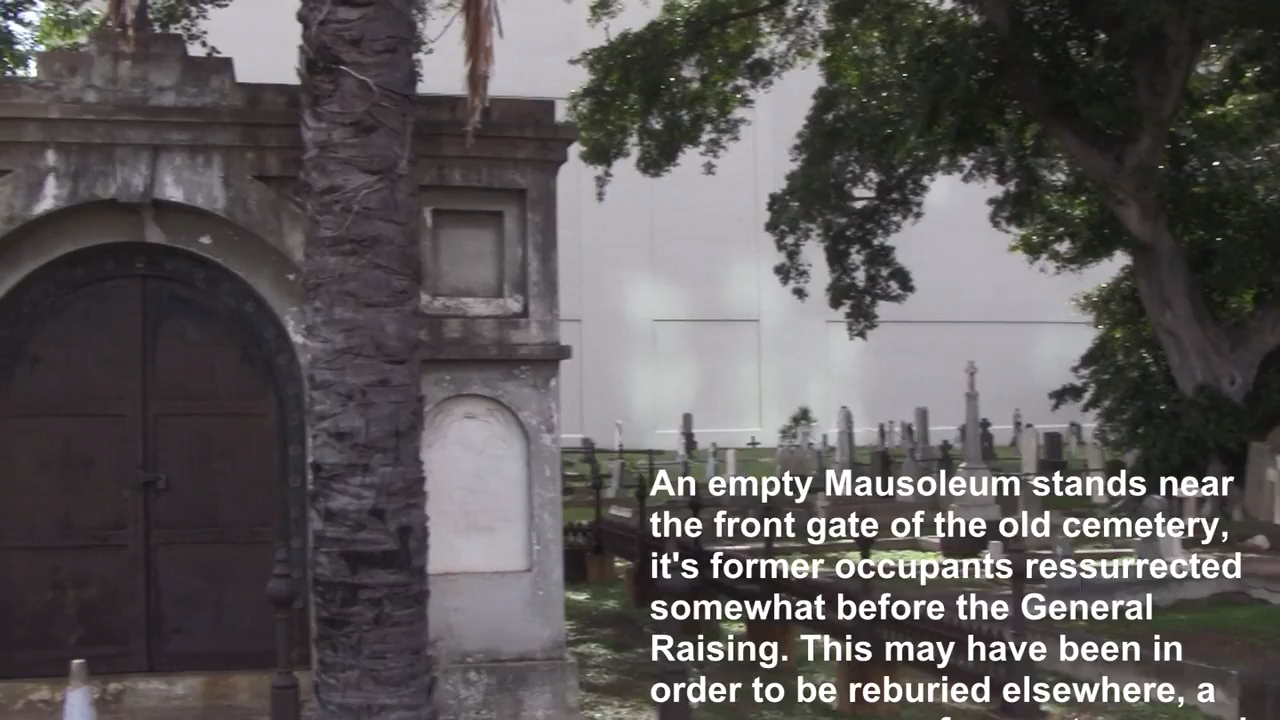 An empty Mausoleum stands near
the front gate of the old cemetery,
it's former occupants ressurrected
somewhat before the General
Raising. This may have been in
order to be reburied elsewhere, a